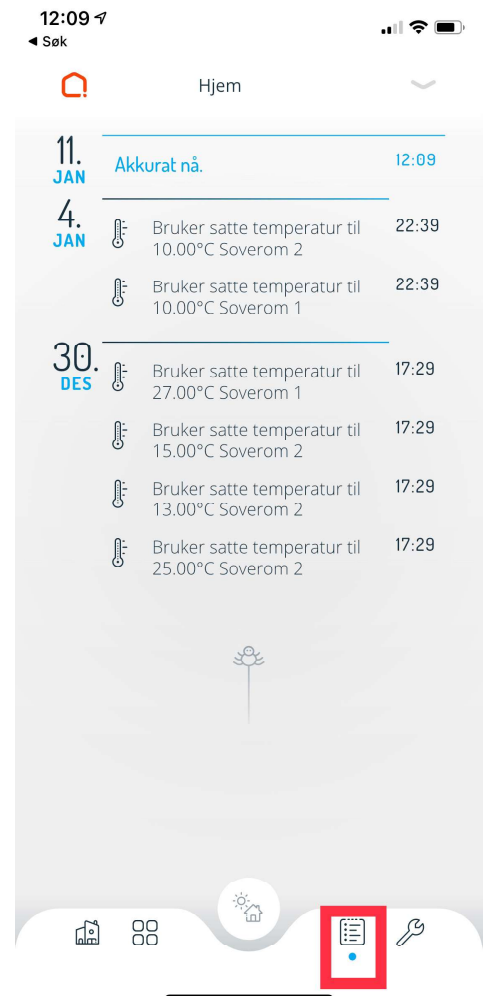 12:09
◀ Søk
Hjem
11.
JAN
Akkurat nå.
12:09
4.
JAN
Bruker satte temperatur til
10.00°C Soverom 2
22:39
Bruker satte temperatur til
10.00°C Soverom 1
22:39
30.
DES
Bruker satte temperatur til
27.00°C Soverom 1
17:29
Bruker satte temperatur til
15.00°C Soverom 2
17:29
Bruker satte temperatur til
13.00°C Soverom 2
17:29
Bruker satte temperatur til
25.00°C Soverom 2
17:29